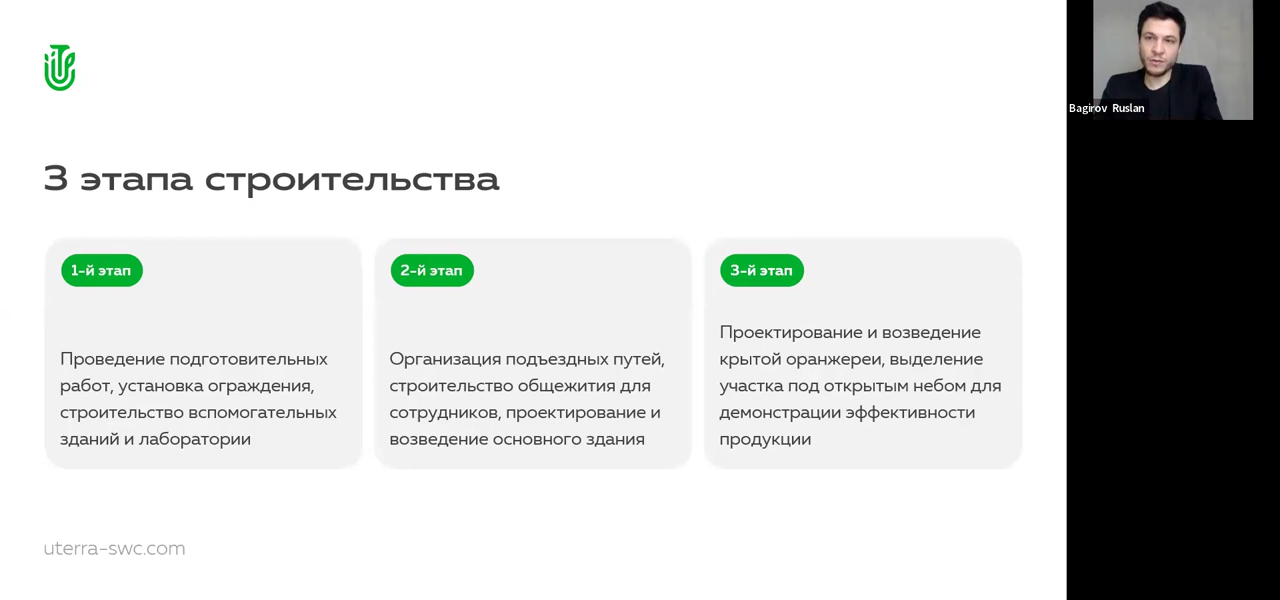 3 этапа строительства
1-й этап
Проведение подготовительных
работ, установка ограждения,
строительство вспомогательных
зданий и лаборатории
2-й этап
Организация подъездных путей,
строительство общежития для
сотрудников, проектирование и
возведение основного здания
3-й этап
Проектирование и возведение
крытой оранжереи, выделение
участка под открытым небом для
демонстрации эффективности
продукции
uterra-swc.com
Bagirov Ruslan